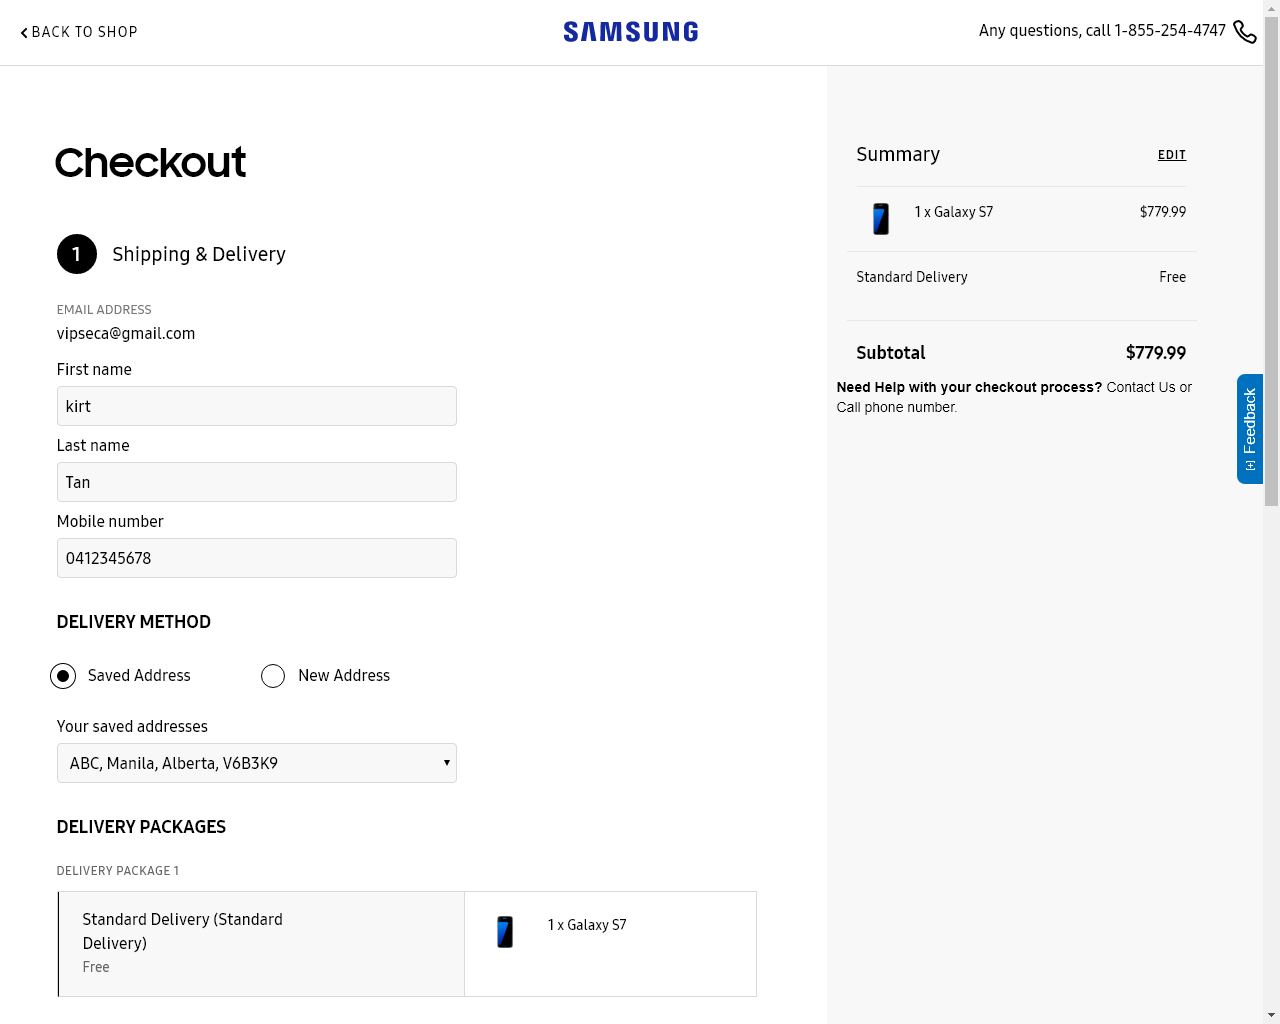 BACK TO SHOP
SAMSUNG
Any questions, call 1-855-254-4747
Checkout
1 Shipping & Delivery
EMAIL ADDRESS
vipseca@gmail.com
First name
kirt
Last name
Tan
Mobile number
0412345678
DELIVERY METHOD
Saved Address
New Address
Your saved addresses
ABC, Manila, Alberta, V6B3K9
DELIVERY PACKAGES
DELIVERY PACKAGE 1
Standard Delivery (Standard
Delivery)
Free
1 x Galaxy S7
Summary
EDIT
1 x Galaxy S7 $779.99
Standard Delivery Free
Subtotal $779.99
Need Help with your checkout process? Contact Us or
Call phone number.
Feedback